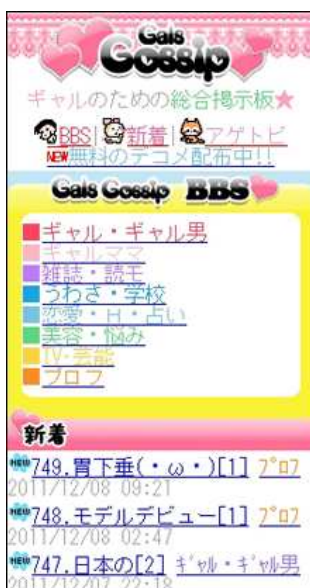 Gals
Gossip
ギャルのための総合掲示板★
BBS|新着|アゲトピ
NEW無料のデコメ配布中!!
Gals Gossip BBS
ギャル・ギャル男
ギャルママ
雑誌・読モ
うわさ・学校
恋愛・H・占い
美容・悩み
TV・芸能
プロフ
新着
NEW749.胃下垂(・ω・)[1] ﾌﾟﾛﾌ
2011/12/08 09:21
NEW748.モデルデビュー[1] ﾌﾟﾛﾌ
2011/12/08 02:47
NEW747.日本の[2] ｷﾞｬﾙ・ｷﾞｬﾙ男
2011/12/07 22:18